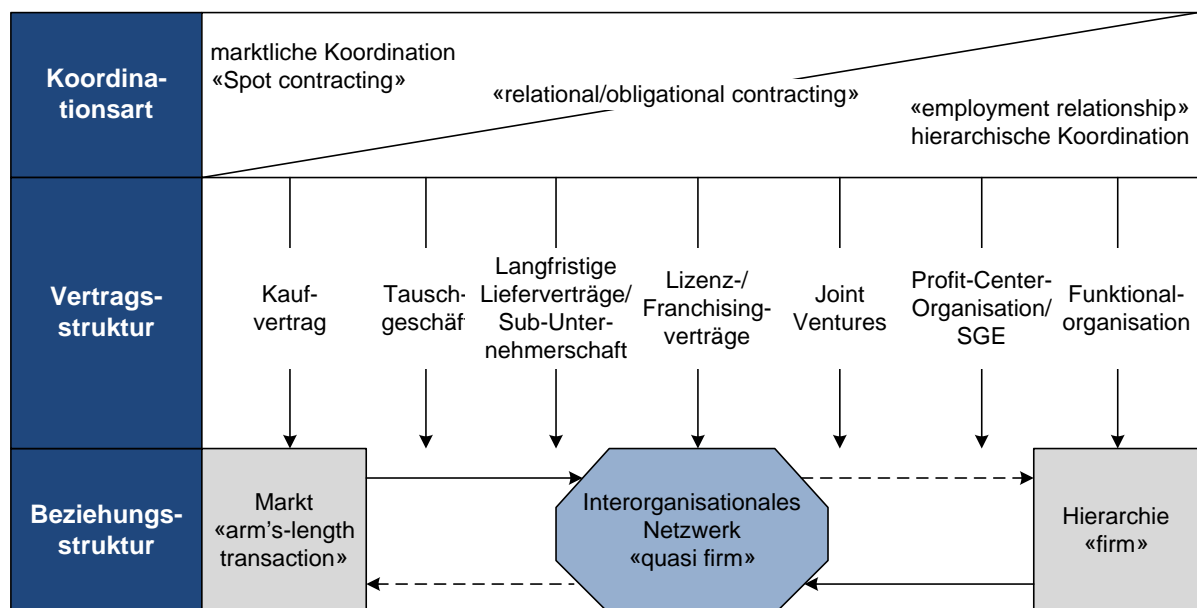 Koordina-
tionsart
marktliche Koordination
«Spot contracting»
«relational/obligational contracting»
«employment relationship»
hierarchische Koordination
Vertrags-
struktur
Kauf-
vertrag
Tausch-
geschäf
Langfristige
Lieferverträge/
Sub-Unter-
nehmerschaft
Lizenz-/
Franchising-
verträge
Joint
Ventures
Profit-Center-
Organisation/
SGE
Funktional-
organisation
Beziehungs-
struktur
Markt
«arm's-length
transaction»
Interorganisationales
Netzwerk
«quasi firm»
Hierarchie
«firm»